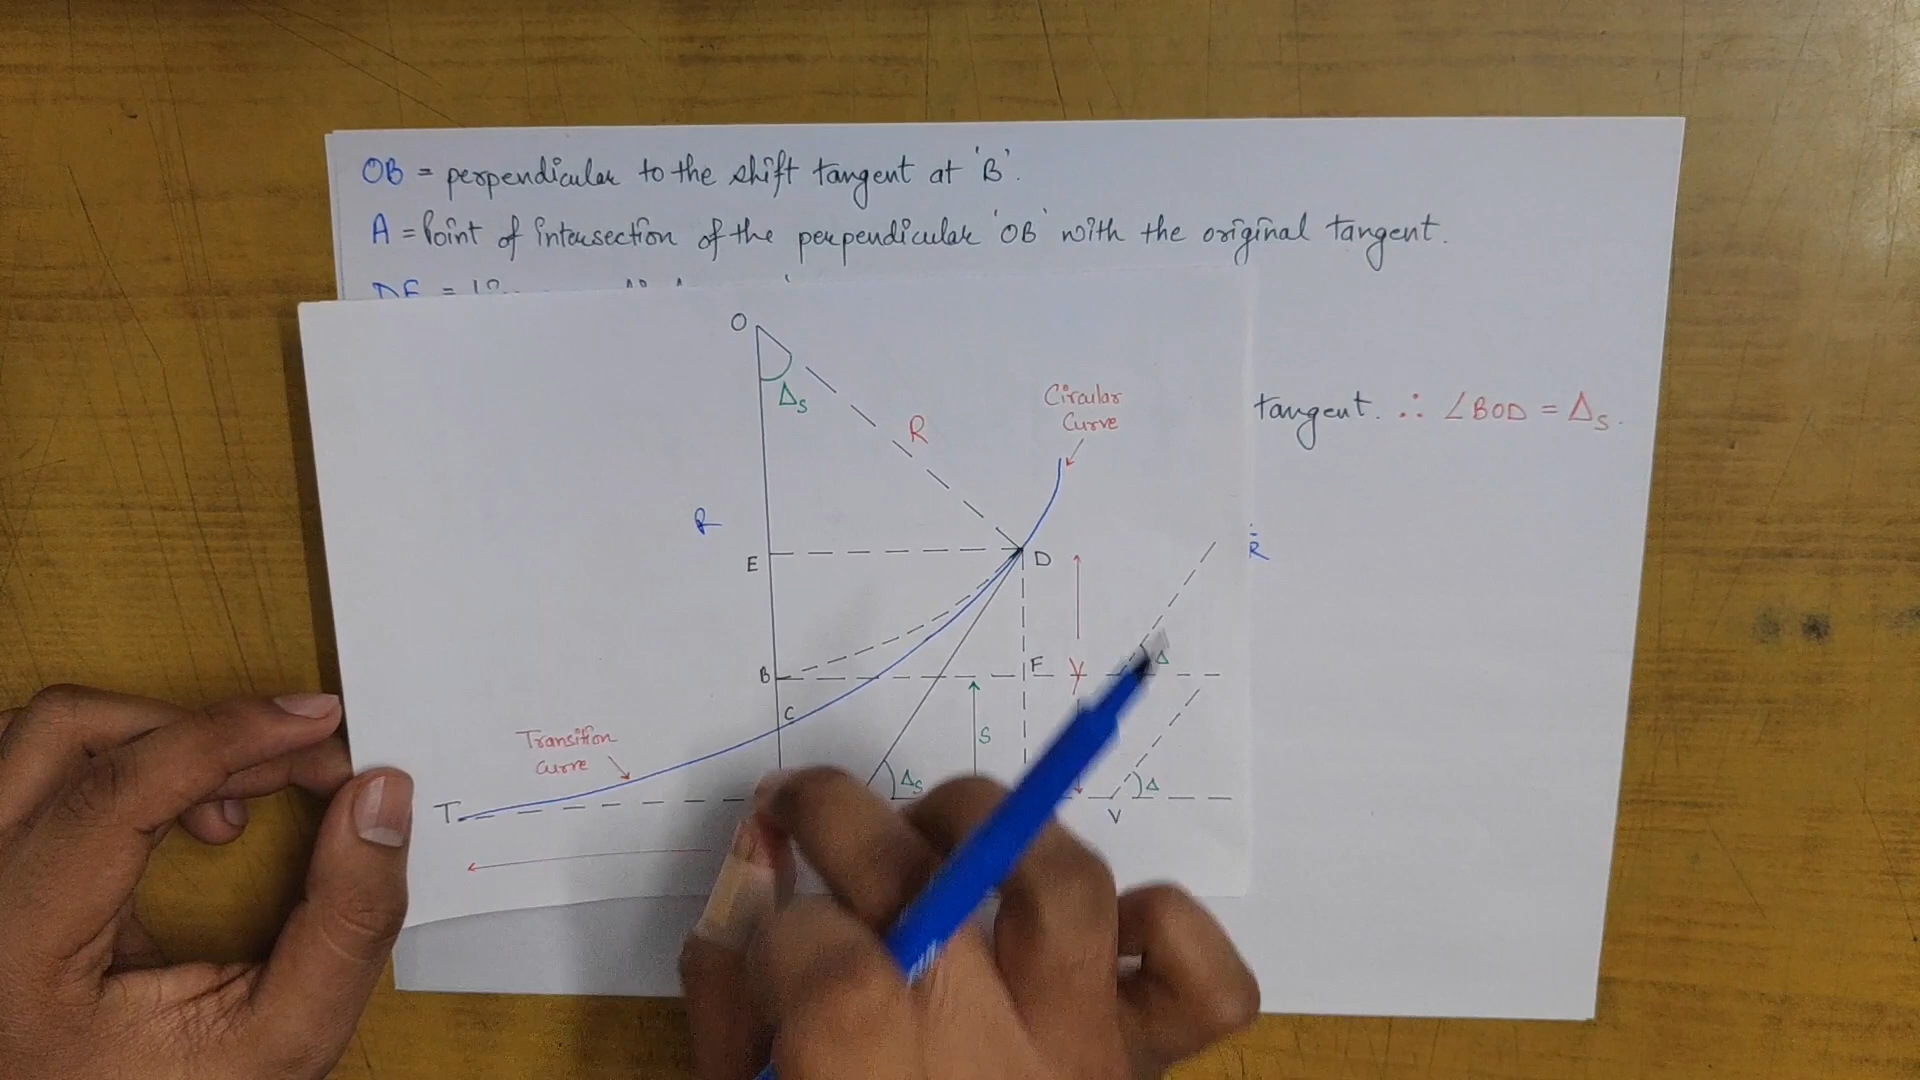 OB = perpendicular to the shift tangent at 'B'.
A = Point of intersection of the perpendicular 'OB' with the original tangent.
DE =
tangent. ∴ ∠BOD = Δs.
O
Δs
R
Circular
Curve
R
E
D
R
B
F
Y
Δ
C
S
Transition
Curve
Δs
Δ
T
V